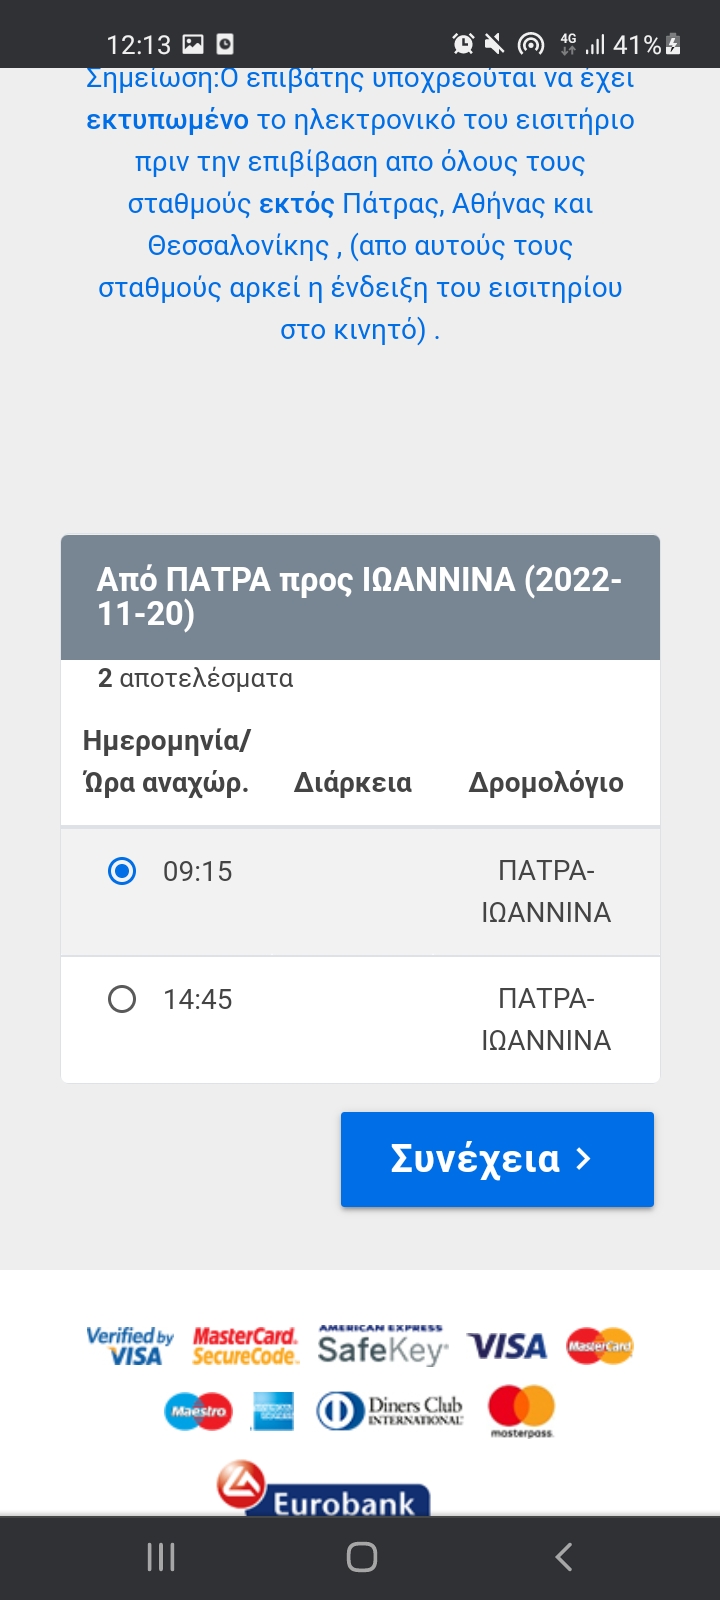 12:13
4G
41%
Σημείωση:Ο επιβάτης υποχρεούται να έχει
εκτυπωμένο το ηλεκτρονικό του εισιτήριο
πριν την επιβίβαση απο όλους τους
σταθμούς εκτός Πάτρας, Αθήνας και
Θεσσαλονίκης , (απο αυτούς τους
σταθμούς αρκεί η ένδειξη του εισιτηρίου
στο κινητό) .
Από ΠΑΤΡΑ προς ΙΩΑΝΝΙΝΑ (2022-
11-20)
2 αποτελέσματα
Ημερομηνία/
Ώρα αναχώρ. Διάρκεια Δρομολόγιο
09:15 ΠΑΤΡΑ-
ΙΩΑΝΝΙΝΑ
14:45 ΠΑΤΡΑ-
ΙΩΑΝΝΙΝΑ
Συνέχεια
Verified by
VISA
MasterCard.
SecureCode.
AMERICAN EXPRESS
SafeKey
VISA
MasterCard
Maestro
Diners Club
INTERNATIONAL
masterpass
Eurobank